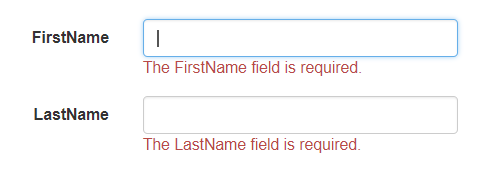 FirstName
The FirstName field is required.
LastName
The LastName field is required.